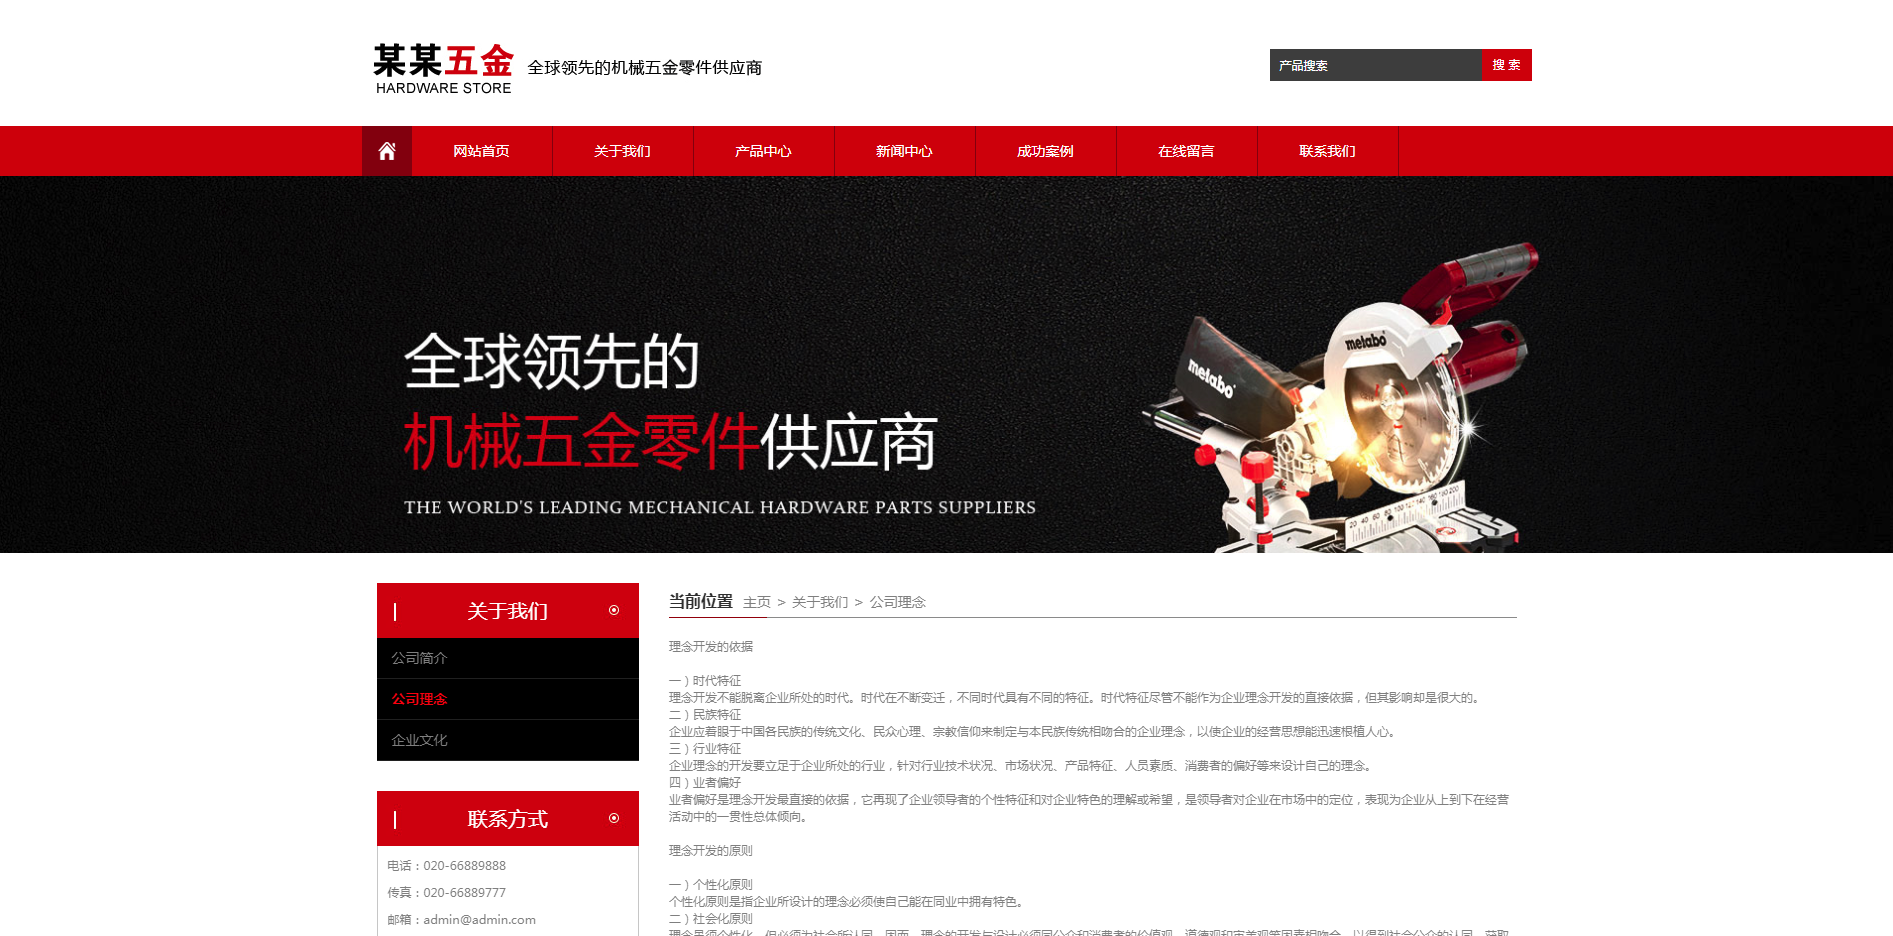 某某五金
HARDWARE STORE
全球领先的机械五金零件供应商
产品搜索
搜 索
网站首页
关于我们
产品中心
新闻中心
成功案例
在线留言
联系我们
全球领先的
机械五金零件供应商
THE WORLD'S LEADING MECHANICAL HARDWARE PARTS SUPPLIERS
metabo
metabo
关于我们
公司简介
公司理念
企业文化
联系方式
电话：020-66889888
传真：020-66889777
邮箱：admin@admin.com
当前位置 主页 > 关于我们 > 公司理念
理念开发的依据
一）时代特征
理念开发不能脱离企业所处的时代。时代在不断变迁，不同时代具有不同的特征。时代特征尽管不能作为企业理念开发的直接依据，但其影响却是很大的。
二）民族特征
企业应着眼于中国各民族的传统文化、民众心理、宗教信仰来制定与本民族传统相吻合的企业理念，以使企业的经营思想能迅速根植人心。
三）行业特征
企业理念的开发要立足于企业所处的行业，针对行业技术状况、市场状况、产品特征、人员素质、消费者的偏好等来设计自己的理念。
四）业者偏好
业者偏好是理念开发最直接的依据，它再现了企业领导者的个性特征和对企业特色的理解或希望，是领导者对企业在市场中的定位，表现为企业从上到下在经营
活动中的一贯性总体倾向。
理念开发的原则
一）个性化原则
个性化原则是指企业所设计的理念必须使自己能在同业中拥有特色。
二）社会化原则